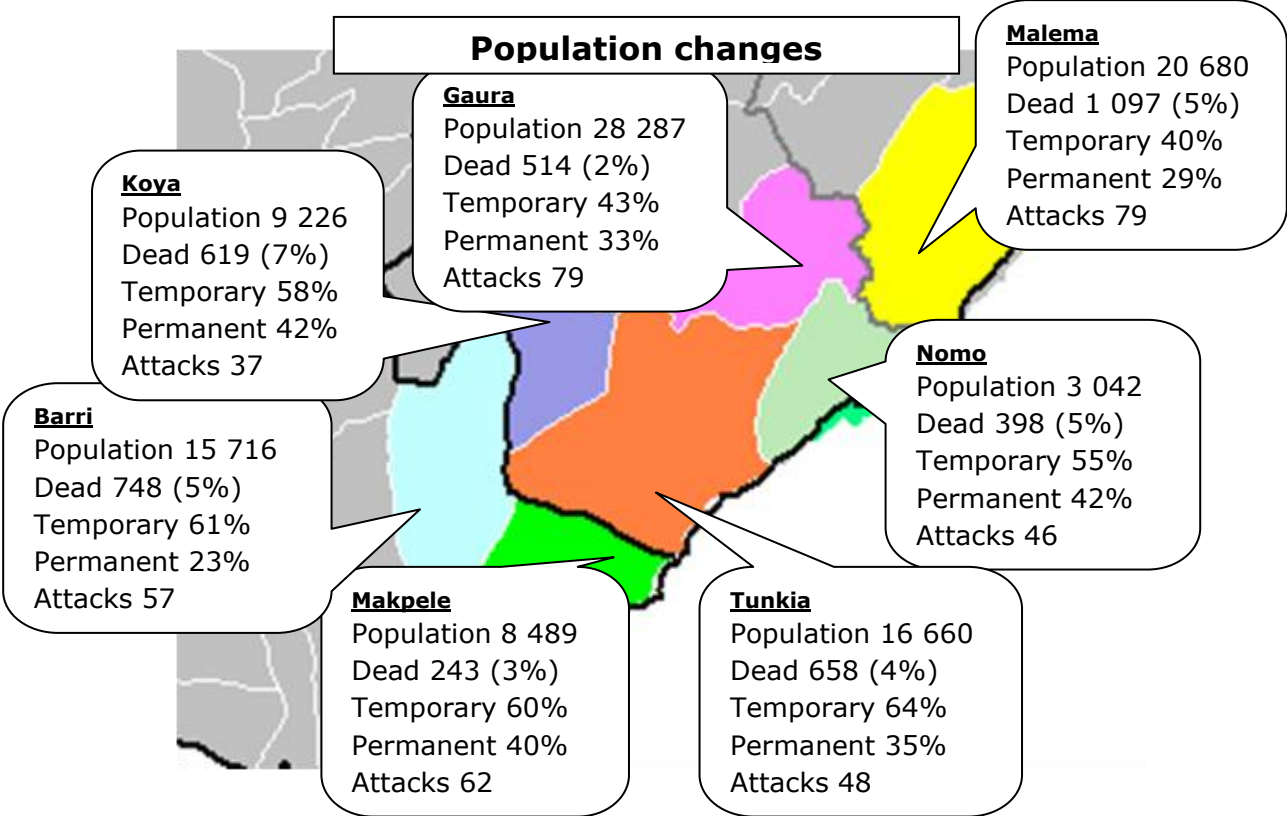 Population changes
Malema
Population 20 680
Dead 1 097 (5%)
Temporary 40%
Permanent 29%
Attacks 79
Gaura
Population 28 287
Dead 514 (2%)
Temporary 43%
Permanent 33%
Attacks 79
Koya
Population 9 226
Dead 619 (7%)
Temporary 58%
Permanent 42%
Attacks 37
Nomo
Population 3 042
Dead 398 (5%)
Temporary 55%
Permanent 42%
Attacks 46
Barri
Population 15 716
Dead 748 (5%)
Temporary 61%
Permanent 23%
Attacks 57
Makpele
Population 8 489
Dead 243 (3%)
Temporary 60%
Permanent 40%
Attacks 62
Tunkia
Population 16 660
Dead 658 (4%)
Temporary 64%
Permanent 35%
Attacks 48